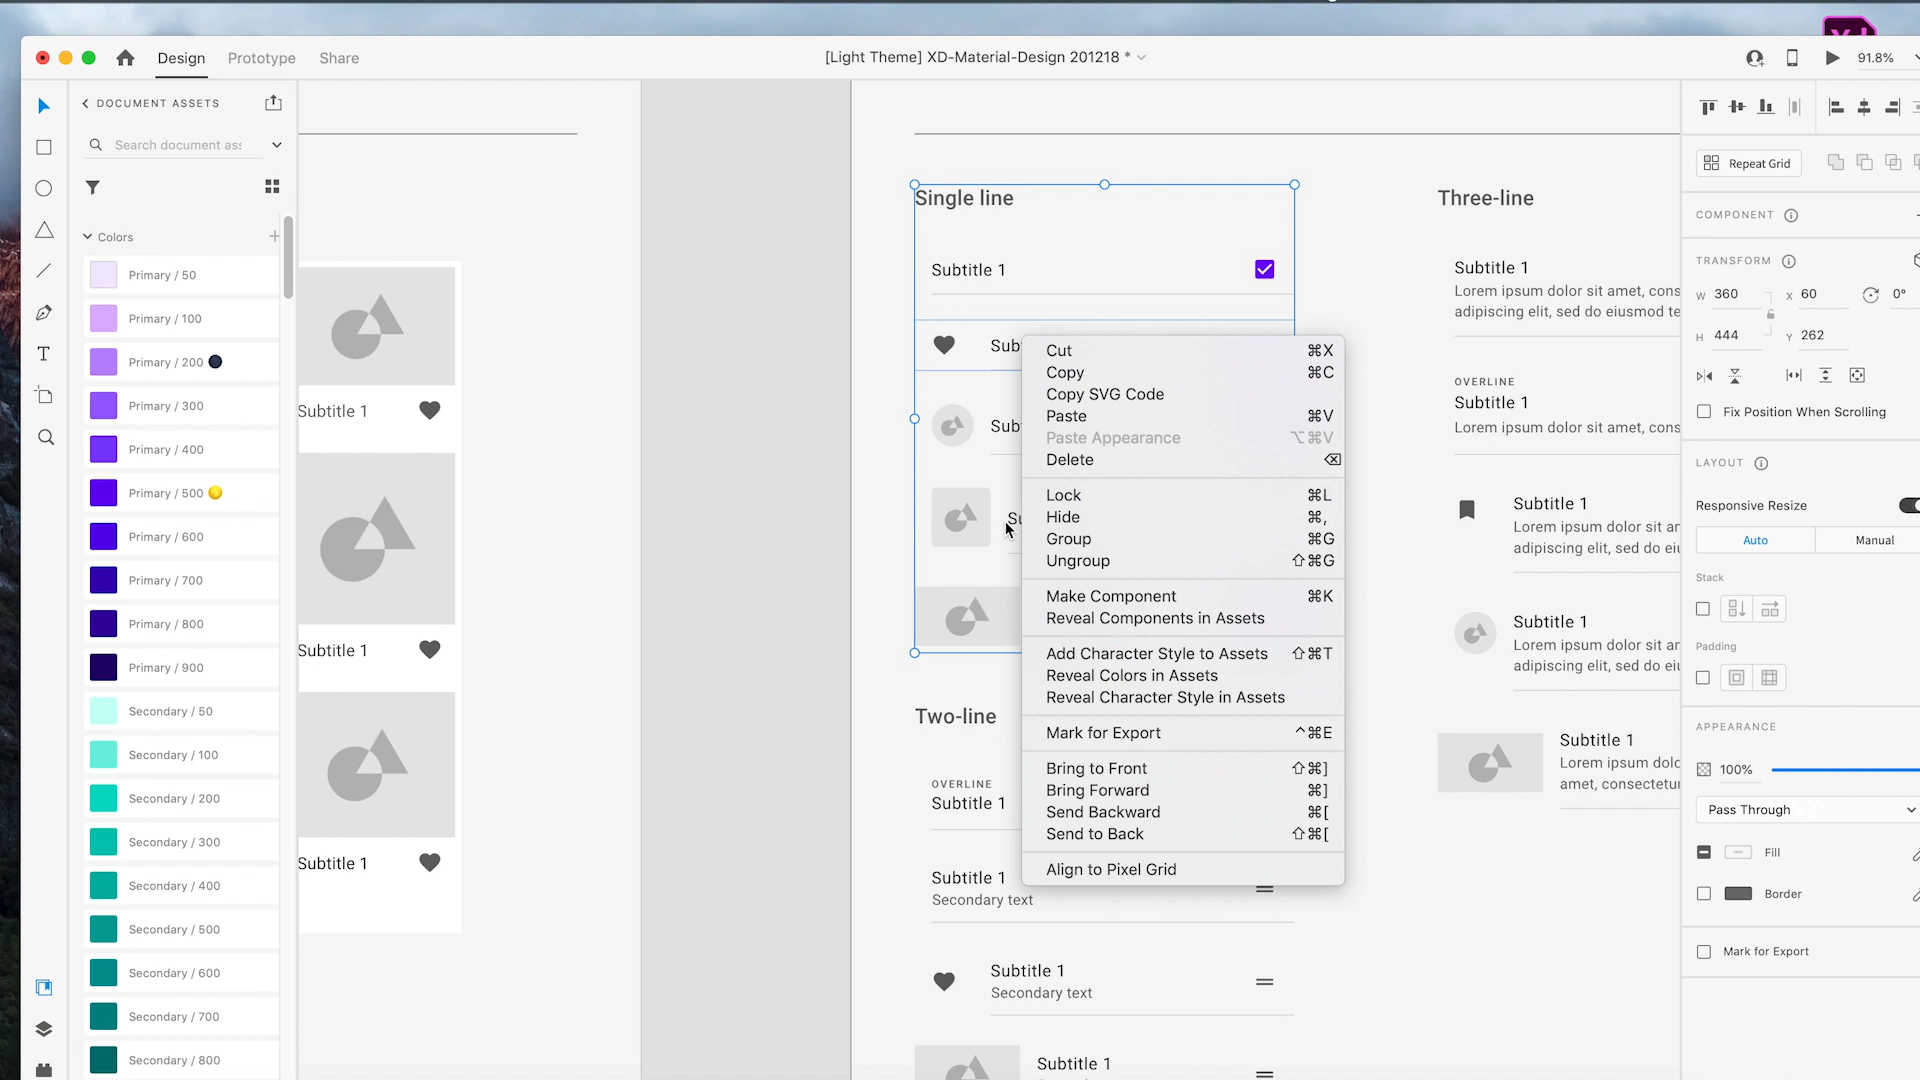 Design
Prototype
Share
[Light Theme] XD-Material-Design 201218 *
91.8%
DOCUMENT ASSETS
Search document as
Colors
Primary / 50
Primary / 100
Primary / 200
Primary / 300
Primary / 400
Primary / 500
Primary / 600
Primary / 700
Primary / 800
Primary / 900
Secondary / 50
Secondary / 100
Secondary / 200
Secondary / 300
Secondary / 400
Secondary / 500
Secondary / 600
Secondary / 700
Secondary / 800
Subtitle 1
Subtitle 1
Subtitle 1
Single line
Subtitle 1
Sub
Sub
Su
Two-line
OVERLINE
Subtitle 1
Subtitle 1
Secondary text
Subtitle 1
Secondary text
Subtitle 1
Cut ⌘X
Copy ⌘C
Copy SVG Code
Paste ⌘V
Paste Appearance ⌥⌘V
Delete ⌫
Lock ⌘L
Hide ⌘,
Group ⌘G
Ungroup ⇧⌘G
Make Component ⌘K
Reveal Components in Assets
Add Character Style to Assets ⇧⌘T
Reveal Colors in Assets
Reveal Character Style in Assets
Mark for Export ^⌘E
Bring to Front ⇧⌘]
Bring Forward ⌘]
Send Backward ⌘[
Send to Back ⇧⌘[
Align to Pixel Grid
Three-line
Subtitle 1
Lorem ipsum dolor sit amet, cons
adipiscing elit, sed do eiusmod te
OVERLINE
Subtitle 1
Lorem ipsum dolor sit amet, cons
Subtitle 1
Lorem ipsum dolor sit ar
adipiscing elit, sed do eiu
Subtitle 1
Lorem ipsum dolor sit ar
adipiscing elit, sed do eiu
Subtitle 1
Lorem ipsum dolc
amet, consectetur
Repeat Grid
COMPONENT
TRANSFORM
W 360 X 60 0°
H 444 Y 262
Fix Position When Scrolling
LAYOUT
Responsive Resize
Auto
Manual
Stack
Padding
APPEARANCE
100%
Pass Through
Fill
Border
Mark for Export